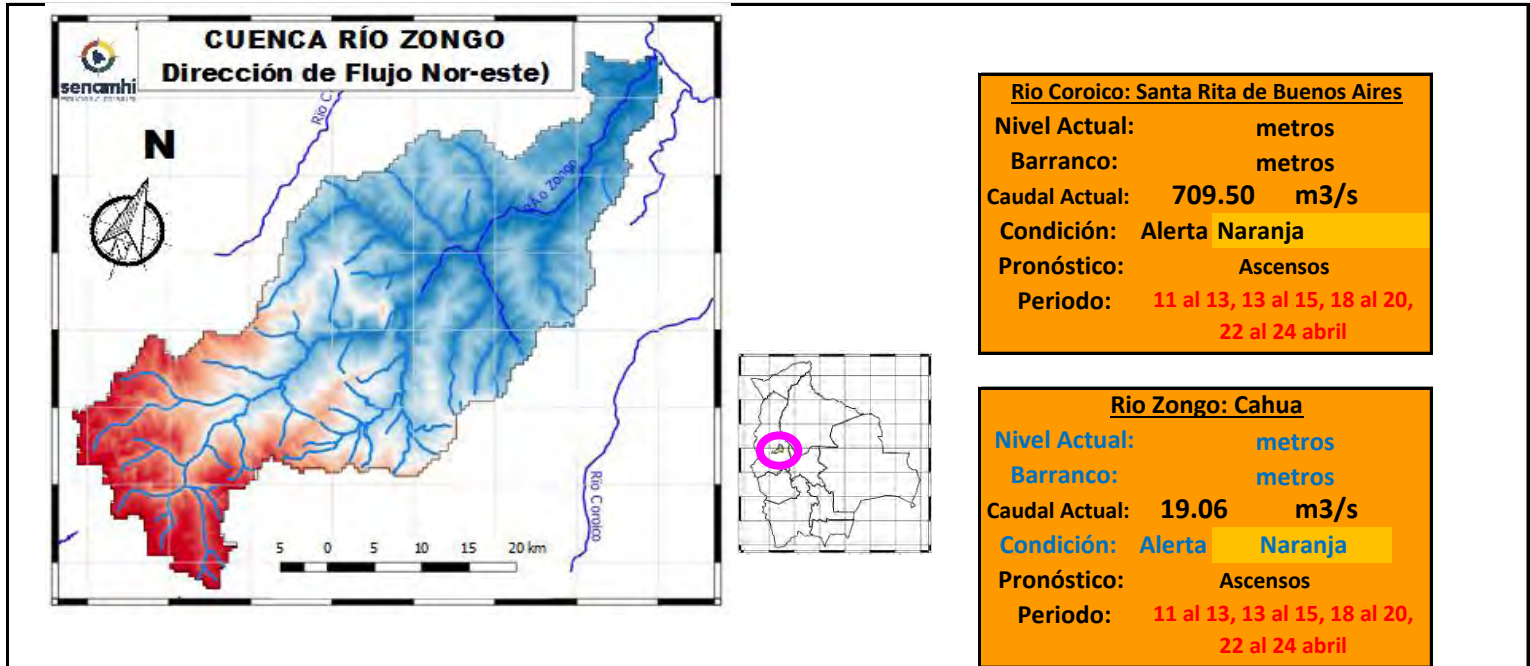 CUENCA RÍO ZONGO
Dirección de Flujo Nor-este)
sencmhi
N
Río C
Río Zongo
Río Coroico
5 0 5 10 15 20 km
Rio Coroico: Santa Rita de Buenos Aires
Nivel Actual: metros
Barranco: metros
Caudal Actual: 709.50 m3/s
Condición: Alerta Naranja
Pronóstico: Ascensos
Periodo: 11 al 13, 13 al 15, 18 al 20,
22 al 24 abril
Rio Zongo: Cahua
Nivel Actual: metros
Barranco: metros
Caudal Actual: 19.06 m3/s
Condición: Alerta Naranja
Pronóstico: Ascensos
Periodo: 11 al 13, 13 al 15, 18 al 20,
22 al 24 abril